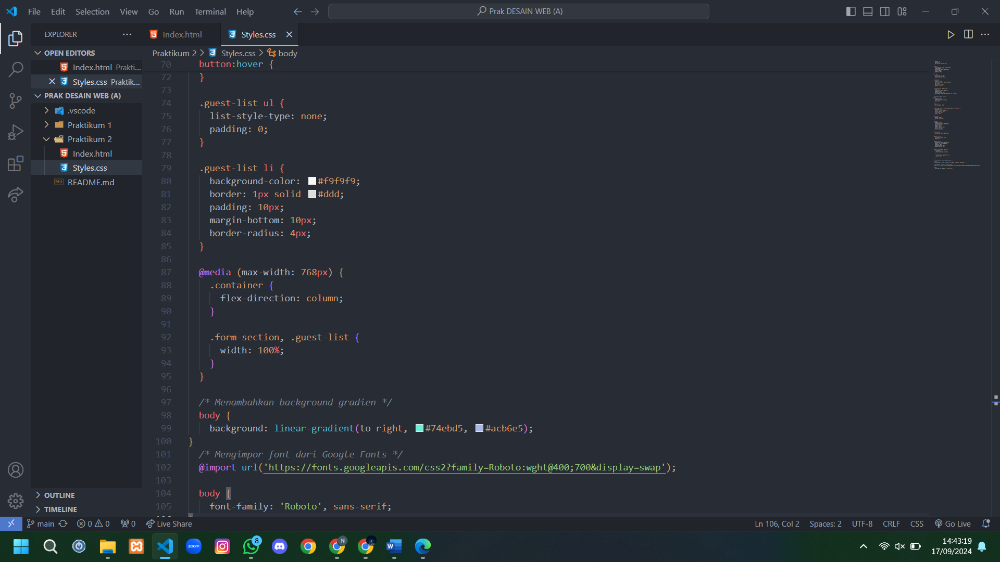 File Edit Selection View Go Run Terminal Help
Prak DESAIN WEB (A)
EXPLORER
Index.html
Styles.css
OPEN EDITORS
Index.html Prakti...
Styles.css Praktik...
PRAK DESAIN WEB (A)
.vscode
Praktikum 1
Praktikum 2
Index.html
Styles.css
README.md
OUTLINE
TIMELINE
Praktikum 2 > Styles.css > body
70 button:hover {
72 }
73
74 .guest-list ul {
75 list-style-type: none;
76 padding: 0;
77 }
78
79 .guest-list li {
80 background-color: #f9f9f9;
81 border: 1px solid #ddd;
82 padding: 10px;
83 margin-bottom: 10px;
84 border-radius: 4px;
85 }
86
87 @media (max-width: 768px) {
88 .container {
89 flex-direction: column;
90 }
91
92 .form-section, .guest-list {
93 width: 100%;
94 }
95 }
96
97 /* Menambahkan background gradien */
98 body {
99 background: linear-gradient(to right, #74ebd5, #acb6e5);
100 }
101 /* Mengimpor font dari Google Fonts */
102 @import url('https://fonts.googleapis.com/css2?family=Roboto:wght@400;700&display=swap');
103
104 body {
105 font-family: 'Roboto', sans-serif;
main 0 0 0 Live Share
Ln 106, Col 2 Spaces: 2 UTF-8 CRLF CSS Go Live
zoom
8
N
W
14:43:19
17/09/2024